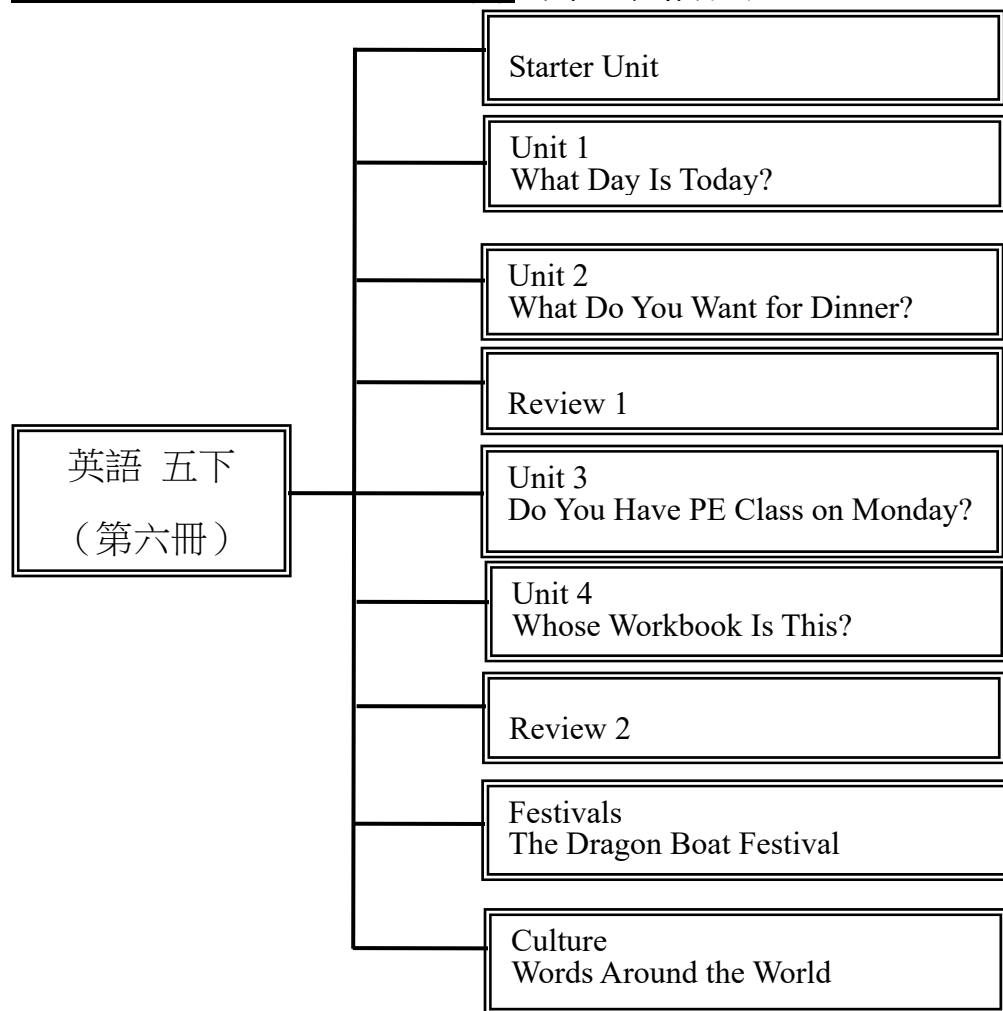 Starter Unit
Unit 1
What Day Is Today?
Unit 2
What Do You Want for Dinner?
Review 1
英語 五下
（第六冊）
Unit 3
Do You Have PE Class on Monday?
Unit 4
Whose Workbook Is This?
Review 2
Festivals
The Dragon Boat Festival
Culture
Words Around the World